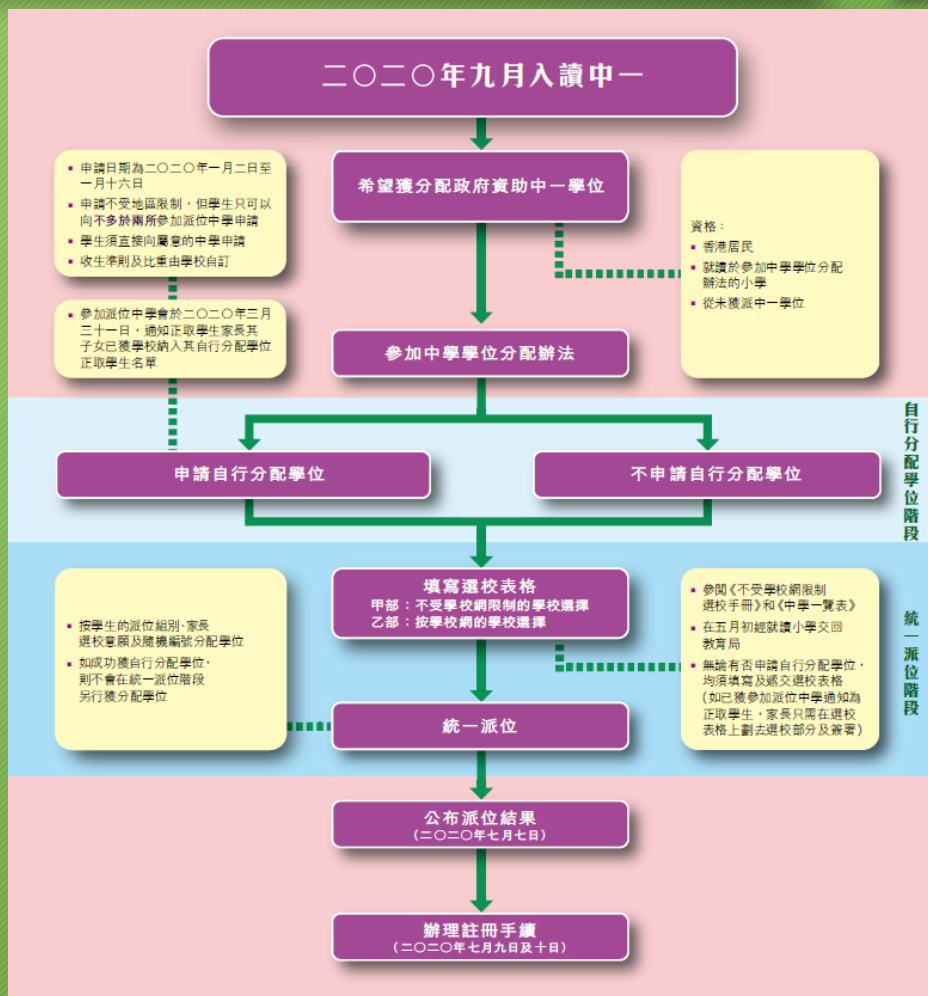 二〇二〇年九月入讀中一
希望獲分配政府資助中一學位
▪ 申請日期為二〇二〇年一月二日至
一月十六日
▪ 申請不受地區限制，但學生只可以
向不多於兩所參加派位中學申請
▪ 學生須直接向屬意的中學申請
▪ 收生準則及比重由學校自訂
▪ 參加派位中學會於二〇二〇年三月
三十一日，通知正取學生家長其
子女已獲學校納入其自行分配學位
正取學生名單
資格：
▪ 香港居民
▪ 就讀於參加中學學位分配
辦法的小學
▪ 從未獲派中一學位
參加中學學位分配辦法
自行分配學位階段
申請自行分配學位
不申請自行分配學位
統一派位階段
填寫選校表格
甲部：不受學校網限制的學校選擇
乙部：按學校網的學校選擇
▪ 按學生的派位組別、家長
選校意願及隨機編號分配學位
▪ 如成功獲自行分配學位，
則不會在統一派位階段
另行獲分配學位
▪ 參閱《不受學校網限制
選校手冊》和《中學一覽表》
▪ 在五月初經就讀小學交回
教育局
▪ 無論有否申請自行分配學位，
均須填寫及遞交選校表格
(如已獲參加派位中學通知為
正取學生，家長只需在選校
表格上劃去選校部分及簽署)
統一派位
公布派位結果
(二〇二〇年七月七日)
辦理註冊手續
(二〇二〇年七月九日及十日)